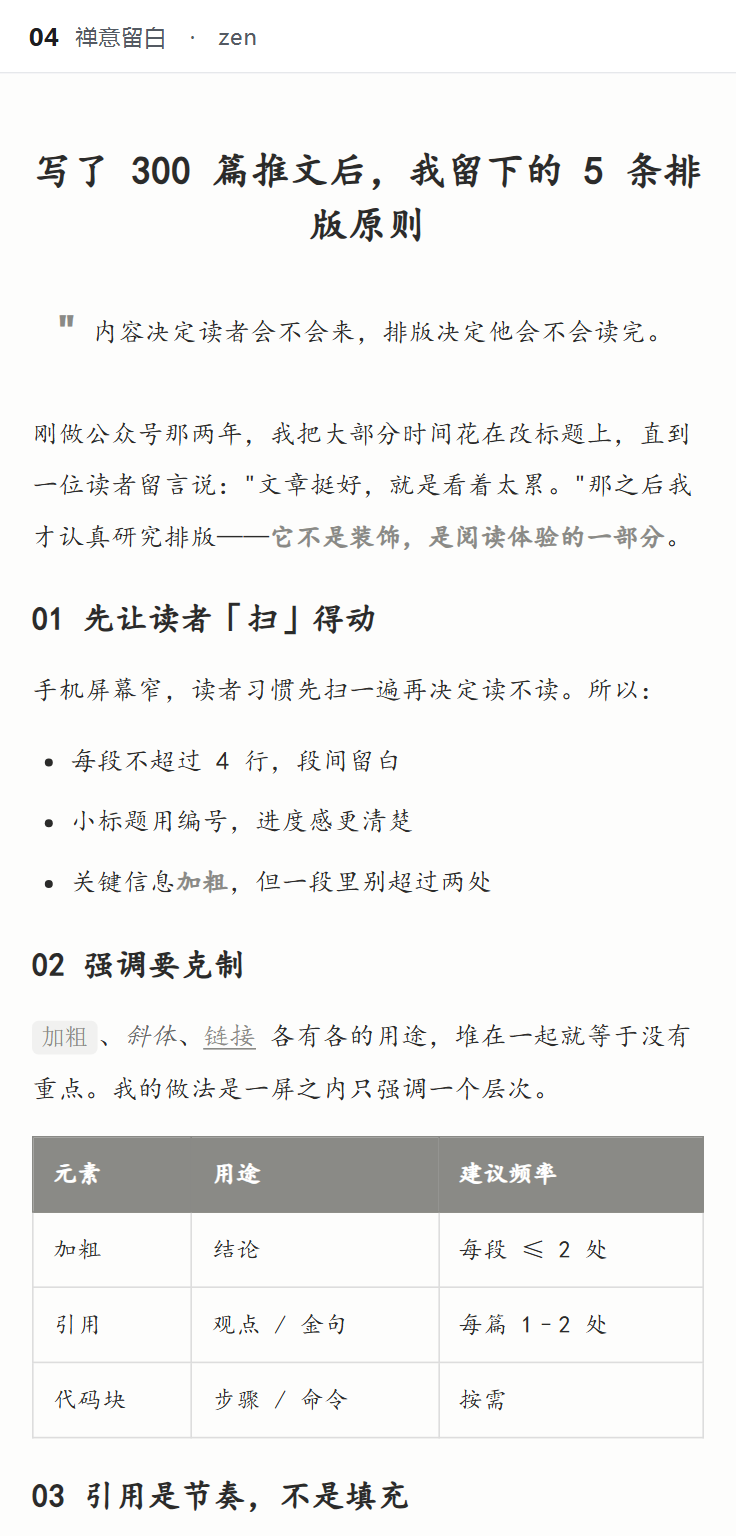 04 禅意留白 · zen
写了 300 篇推文后，我留下的 5 条排
版原则
" 内容决定读者会不会来，排版决定他会不会读完。
刚做公众号那两年，我把大部分时间花在改标题上，直到
一位读者留言说："文章挺好，就是看着太累。"那之后我
才认真研究排版——它不是装饰，是阅读体验的一部分。
01 先让读者「扫」得动
手机屏幕窄，读者习惯先扫一遍再决定读不读。所以：
• 每段不超过 4 行，段间留白
• 小标题用编号，进度感更清楚
• 关键信息加粗，但一段里别超过两处
02 强调要克制
加粗、斜体、链接 各有各的用途，堆在一起就等于没有
重点。我的做法是一屏之内只强调一个层次。
元素 用途 建议频率
加粗 结论 每段 ≤ 2 处
引用 观点 / 金句 每篇 1-2 处
代码块 步骤 / 命令 按需
03 引用是节奏，不是填充